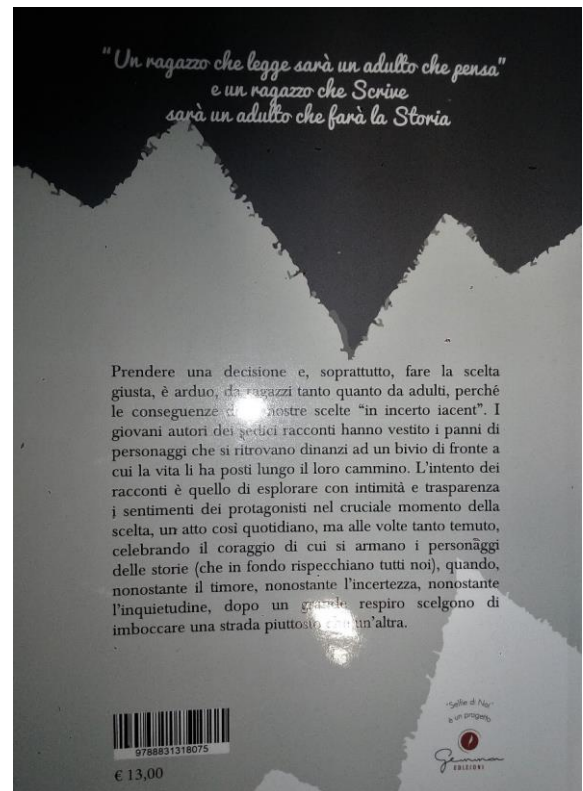 "Un ragazzo che legge sarà un adulto che pensa"
e un ragazzo che Scrive
sarà un adulto che farà la Storia
Prendere una decisione e, soprattutto, fare la scelta
giusta, è arduo, da ragazzi tanto quanto da adulti, perché
le conseguenze nostre scelte “in incerto iacent”. I
giovani autori dei sedici racconti hanno vestito i panni di
personaggi che si ritrovano dinanzi ad un bivio di fronte a
cui la vita li ha posti lungo il loro cammino. L’intento dei
racconti è quello di esplorare con intimità e trasparenza
i sentimenti dei protagonisti nel cruciale momento della
scelta, un atto così quotidiano, ma alle volte tanto temuto,
celebrando il coraggio di cui si armano i personaggi
delle storie (che in fondo rispecchiano tutti noi), quando,
nonostante il timore, nonostante l’incertezza, nonostante
l’inquietudine, dopo un grande respiro scelgono di
imboccare una strada piuttosto che un’altra.
"Selfie di Noi"
è un progetto
Gemma
EDIZIONI
9788831318075
€ 13,00